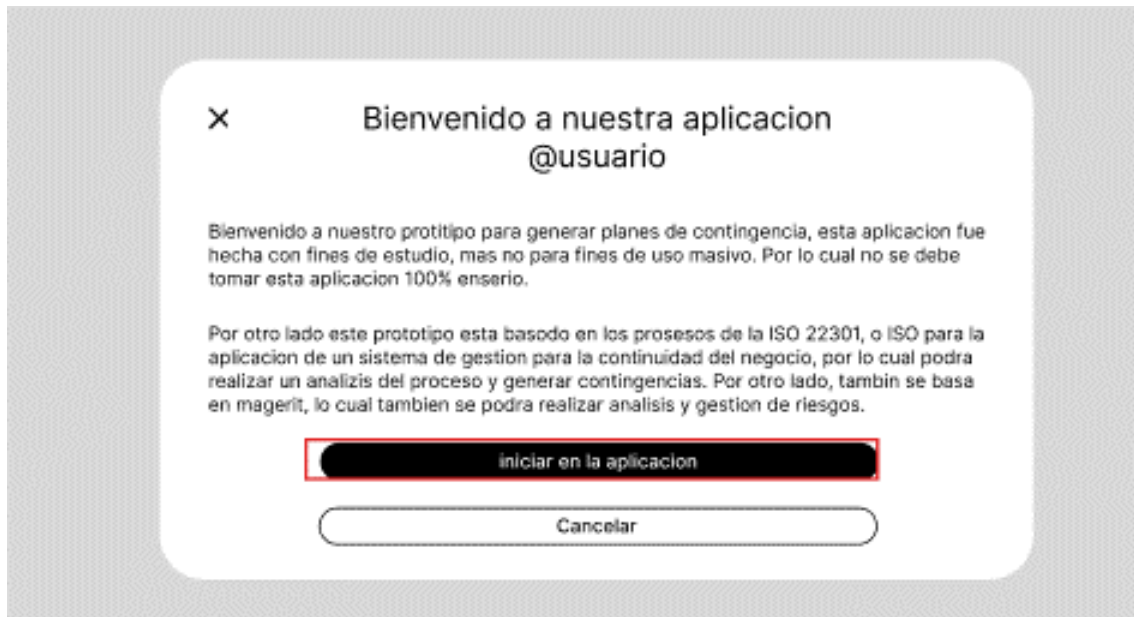 Bienvenido a nuestra aplicacion
@usuario
Bienvenido a nuestro protitipo para generar planes de contingencia, esta aplicacion fue
hecha con fines de estudio, mas no para fines de uso masivo. Por lo cual no se debe
tomar esta aplicacion 100% enserio.
Por otro lado este prototipo esta basodo en los prosesos de la ISO 22301, o ISO para la
aplicacion de un sistema de gestion para la continuidad del negocio, por lo cual podra
realizar un analizis del proceso y generar contingencias. Por otro lado, tambin se basa
en magerit, lo cual tambien se podra realizar analisis y gestion de riesgos.
iniciar en la aplicacion
Cancelar